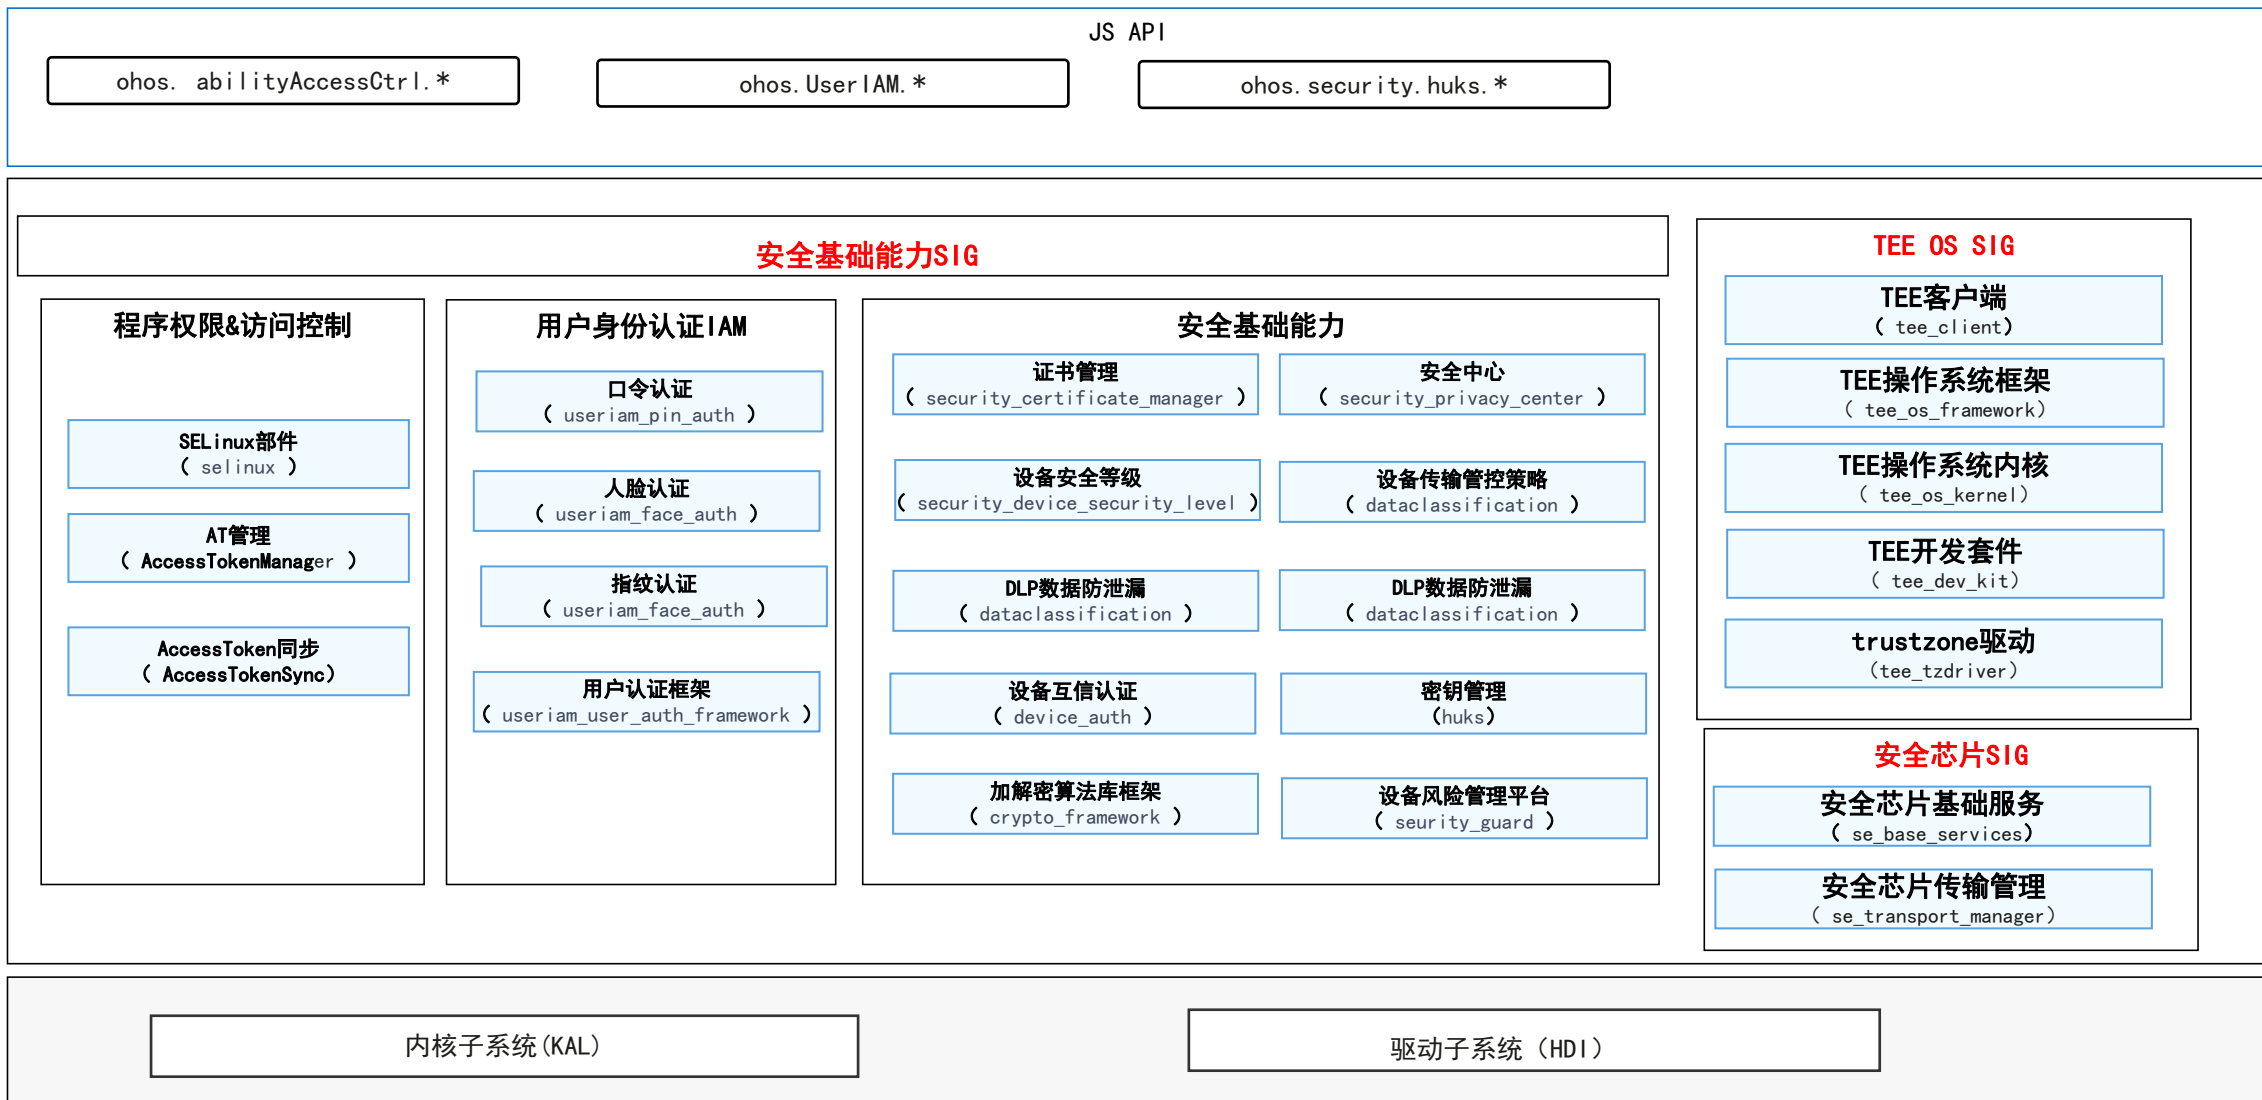 JS API
ohos. abilityAccessCtrl.*
ohos.UserIAM.*
ohos.security.huks.*
安全基础能力SIG
程序权限&访问控制
SELinux部件
( selinux )
AT管理
( AccessTokenManager )
AccessToken同步
( AccessTokenSync)
用户身份认证IAM
口令认证
( useriam_pin_auth )
人脸认证
( useriam_face_auth )
指纹认证
( useriam_face_auth )
用户认证框架
( useriam_user_auth_framework )
安全基础能力
证书管理
( security_certificate_manager )
安全中心
( security_privacy_center )
设备安全等级
( security_device_security_level )
设备传输管控策略
( dataclassification )
DLP数据防泄漏
( dataclassification )
DLP数据防泄漏
( dataclassification )
设备互信认证
( device_auth )
密钥管理
(huks)
加解密算法库框架
( crypto_framework )
设备风险管理平台
( seurity_guard )
TEE OS SIG
TEE客户端
( tee_client)
TEE操作系统框架
( tee_os_framework)
TEE操作系统内核
( tee_os_kernel)
TEE开发套件
( tee_dev_kit)
trustzone驱动
(tee_tzdriver)
安全芯片SIG
安全芯片基础服务
( se_base_services)
安全芯片传输管理
( se_transport_manager)
内核子系统(KAL)
驱动子系统（HDI）